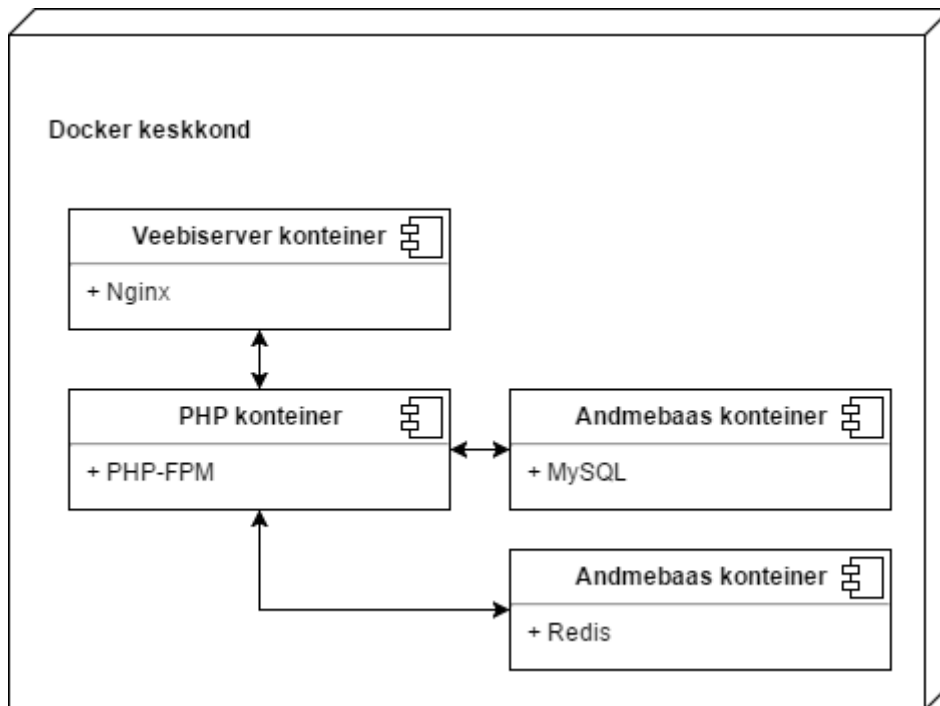 Docker keskkond
Veebiserver konteiner
+ Nginx
PHP konteiner
+ PHP-FPM
Andmebaas konteiner
+ MySQL
Andmebaas konteiner
+ Redis